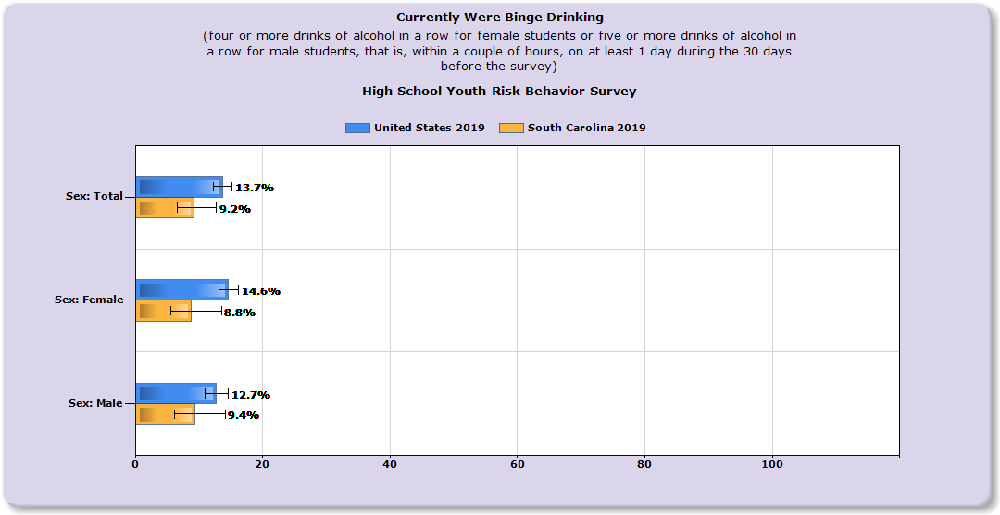 Currently Were Binge Drinking
(four or more drinks of alcohol in a row for female students or five or more drinks of alcohol in
a row for male students, that is, within a couple of hours, on at least 1 day during the 30 days
before the survey)
High School Youth Risk Behavior Survey
United States 2019 South Carolina 2019
13.7%
Sex: Total
9.2%
14.6%
Sex: Female
8.8%
12.7%
Sex: Male
9.4%
0 20 40 60 80 100